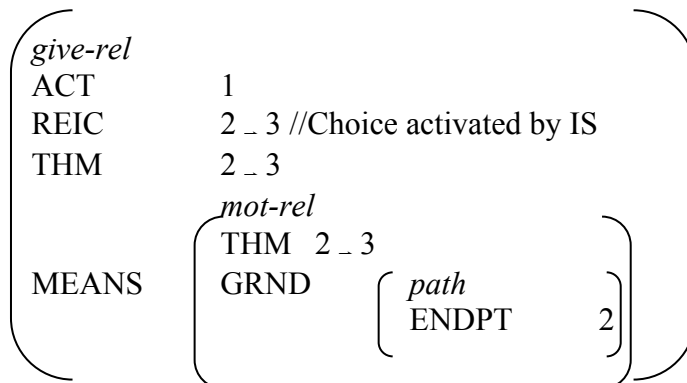 give-rel
ACT 1
REIC 2 _ 3 //Choice activated by IS
THM 2 _ 3
mot-rel
THM 2 _ 3
MEANS GRND path
ENDPT 2